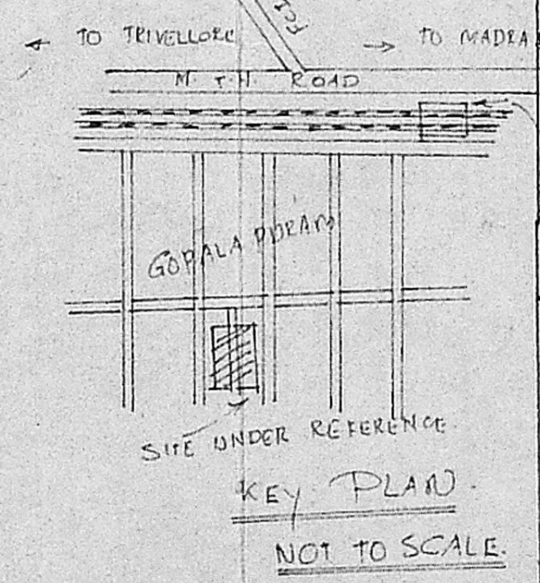 TO TRIVELLORE
TO MADRA
M T H ROAD
GOPALA PURAM
SITE UNDER REFERENCE
KEY PLAN.
NOT TO SCALE.